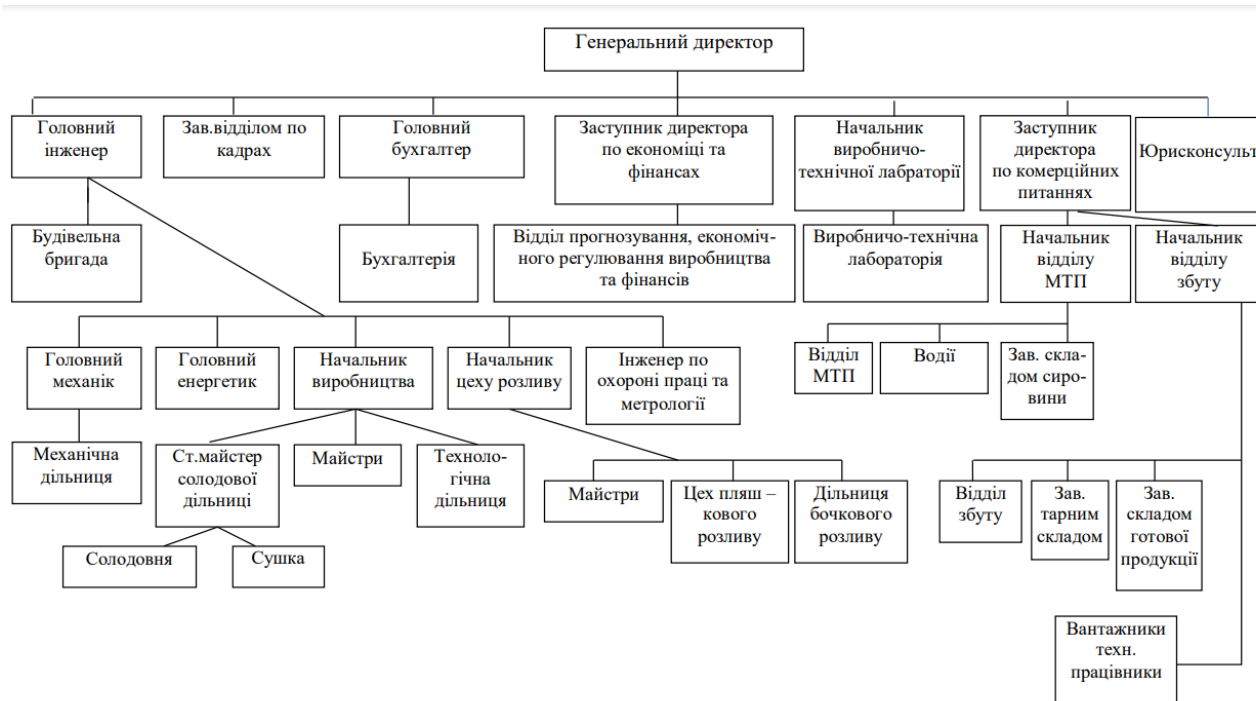 Генеральний директор
Головний
інженер
Зав.відділом по
кадрах
Головний
бухгалтер
Заступник директора
по економіці та
фінансах
Начальник
виробничо-
технічної лабраторії
Заступник
директора
по комерційних
питаннях
Юрисконсульт
Будівельна
бригада
Бухгалтерія
Відділ прогнозування, економіч-
ного регулювання виробництва
та фінансів
Виробничо-технічна
лабораторія
Начальник
відділу
МТП
Начальник
відділу
збуту
Головний
механік
Головний
енергетик
Начальник
виробництва
Начальник
цеху розливу
Інженер по
охороні праці та
метрології
Відділ
МТП
Водії
Зав. скла-
дом сиро-
вини
Механічна
дільниця
Ст.майстер
солодової
дільниці
Майстри
Техноло-
гічна
дільниця
Майстри
Цех пляш –
кового
розливу
Дільниця
бочкового
розливу
Відділ
збуту
Зав.
тарним
складом
Зав.
складом
готової
продукції
Солодовня
Сушка
Вантажники
техн.
працівники